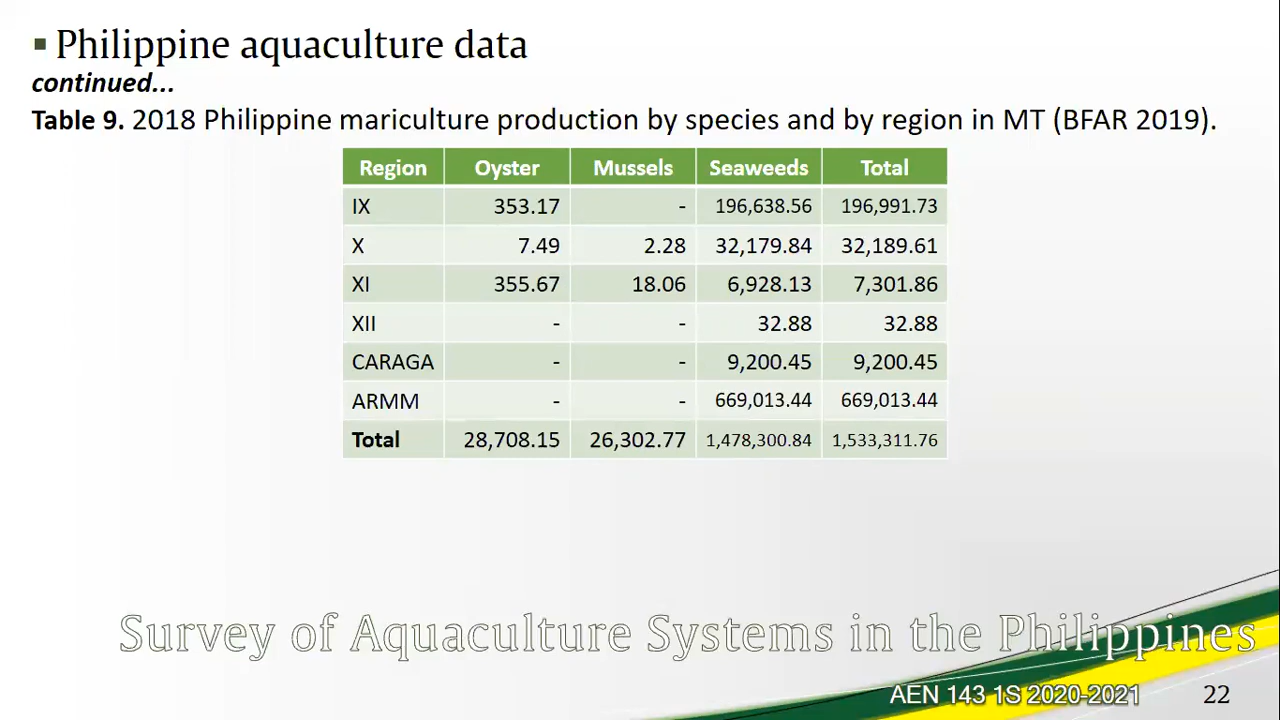 ▪ Philippine aquaculture data
continued...
Table 9. 2018 Philippine mariculture production by species and by region in MT (BFAR 2019).
Region Oyster Mussels Seaweeds Total
IX 353.17 - 196,638.56 196,991.73
X 7.49 2.28 32,179.84 32,189.61
XI 355.67 18.06 6,928.13 7,301.86
XII - - 32.88 32.88
CARAGA - - 9,200.45 9,200.45
ARMM - - 669,013.44 669,013.44
Total 28,708.15 26,302.77 1,478,300.84 1,533,311.76
Survey of Aquaculture Systems in the Philippines
AEN 143 1S 2020-2021 22